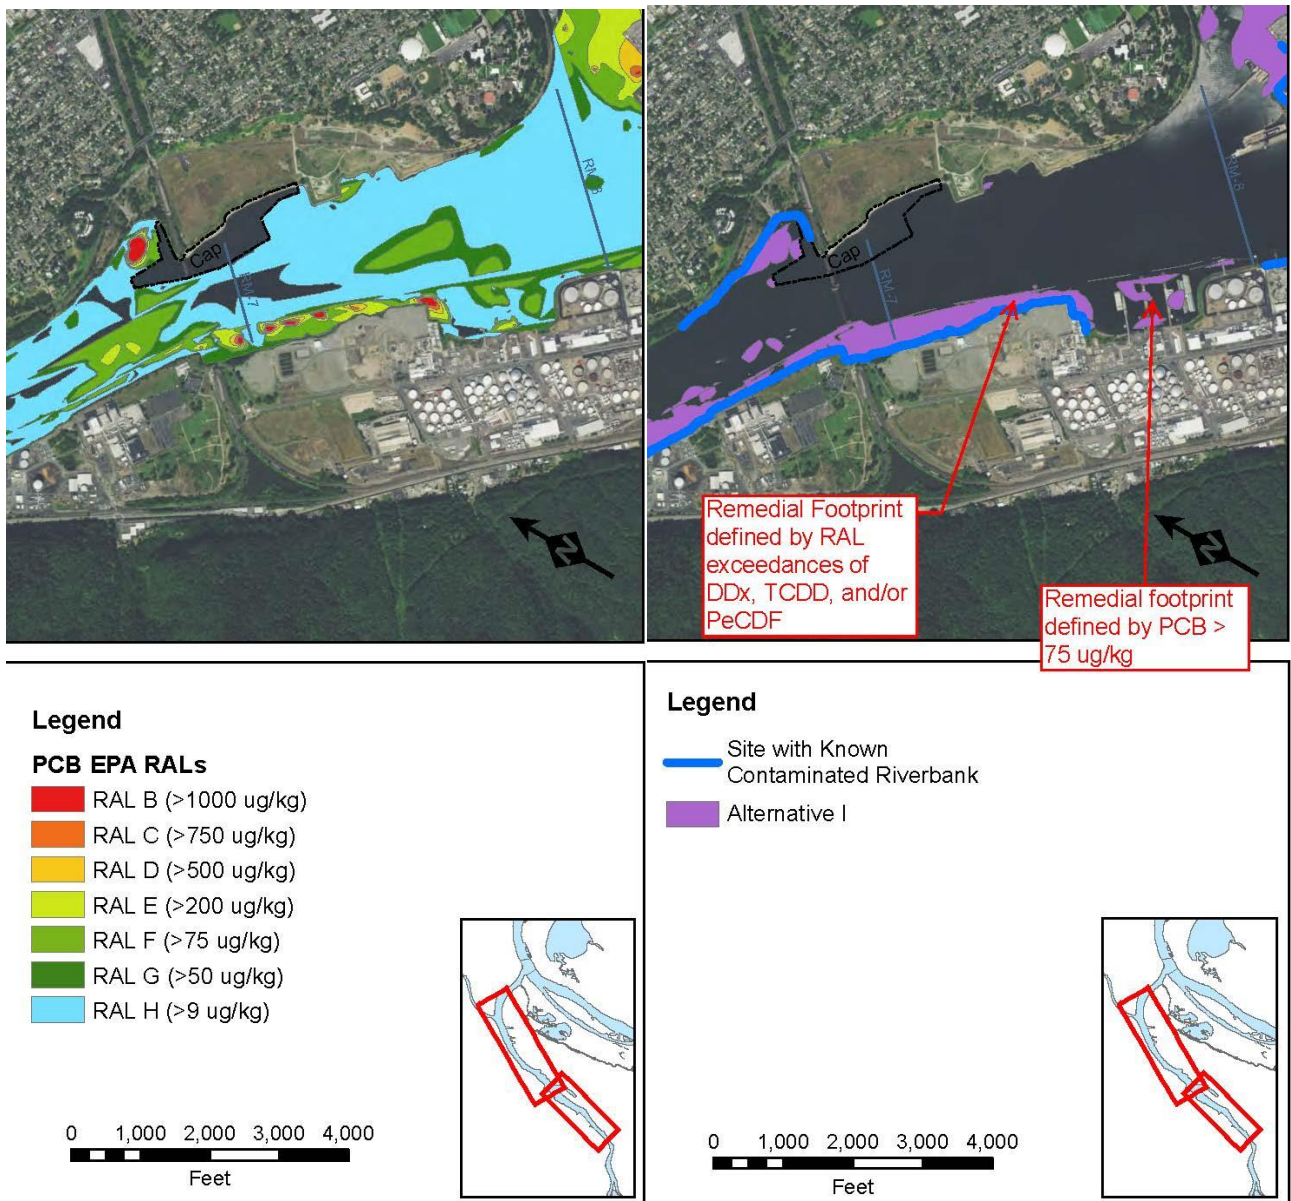 Cap
RM-7
RM-8
N
Cap
RM-7
RM-8
N
Remedial Footprint
defined by RAL
exceedances of
DDx, TCDD, and/or
PeCDF
Remedial footprint
defined by PCB >
75 ug/kg
Legend
PCB EPA RALs
RAL B (>1000 ug/kg)
RAL C (>750 ug/kg)
RAL D (>500 ug/kg)
RAL E (>200 ug/kg)
RAL F (>75 ug/kg)
RAL G (>50 ug/kg)
RAL H (>9 ug/kg)
0 1,000 2,000 3,000 4,000
Feet
Legend
Site with Known
Contaminated Riverbank
Alternative I
0 1,000 2,000 3,000 4,000
Feet